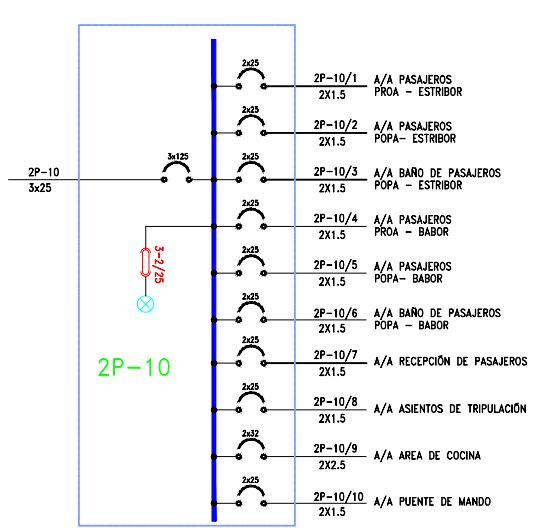 2x25
2P-10/1 A/A PASAJEROS
2X1.5 PROA - ESTRIBOR
2x25
2P-10/2 A/A PASAJEROS
2X1.5 POPA- ESTRIBOR
3x125
2x25
2P-10
3x25
2P-10/3 A/A BAÑO DE PASAJEROS
2X1.5 POPA - ESTRIBOR
2x25
2P-10/4 A/A PASAJEROS
2X1.5 PROA - BABOR
3-2/25
2x25
2P-10/5 A/A PASAJEROS
2X1.5 POPA- BABOR
2x25
2P-10/6 A/A BAÑO DE PASAJEROS
2X1.5 POPA - BABOR
2P-10
2x25
2P-10/7 A/A RECEPCIÓN DE PASAJEROS
2X1.5
2x25
2P-10/8 A/A ASIENTOS DE TRIPULACIÓN
2X1.5
2x32
2P-10/9 A/A AREA DE COCINA
2X2.5
2x25
2P-10/10 A/A PUENTE DE MANDO
2X1.5